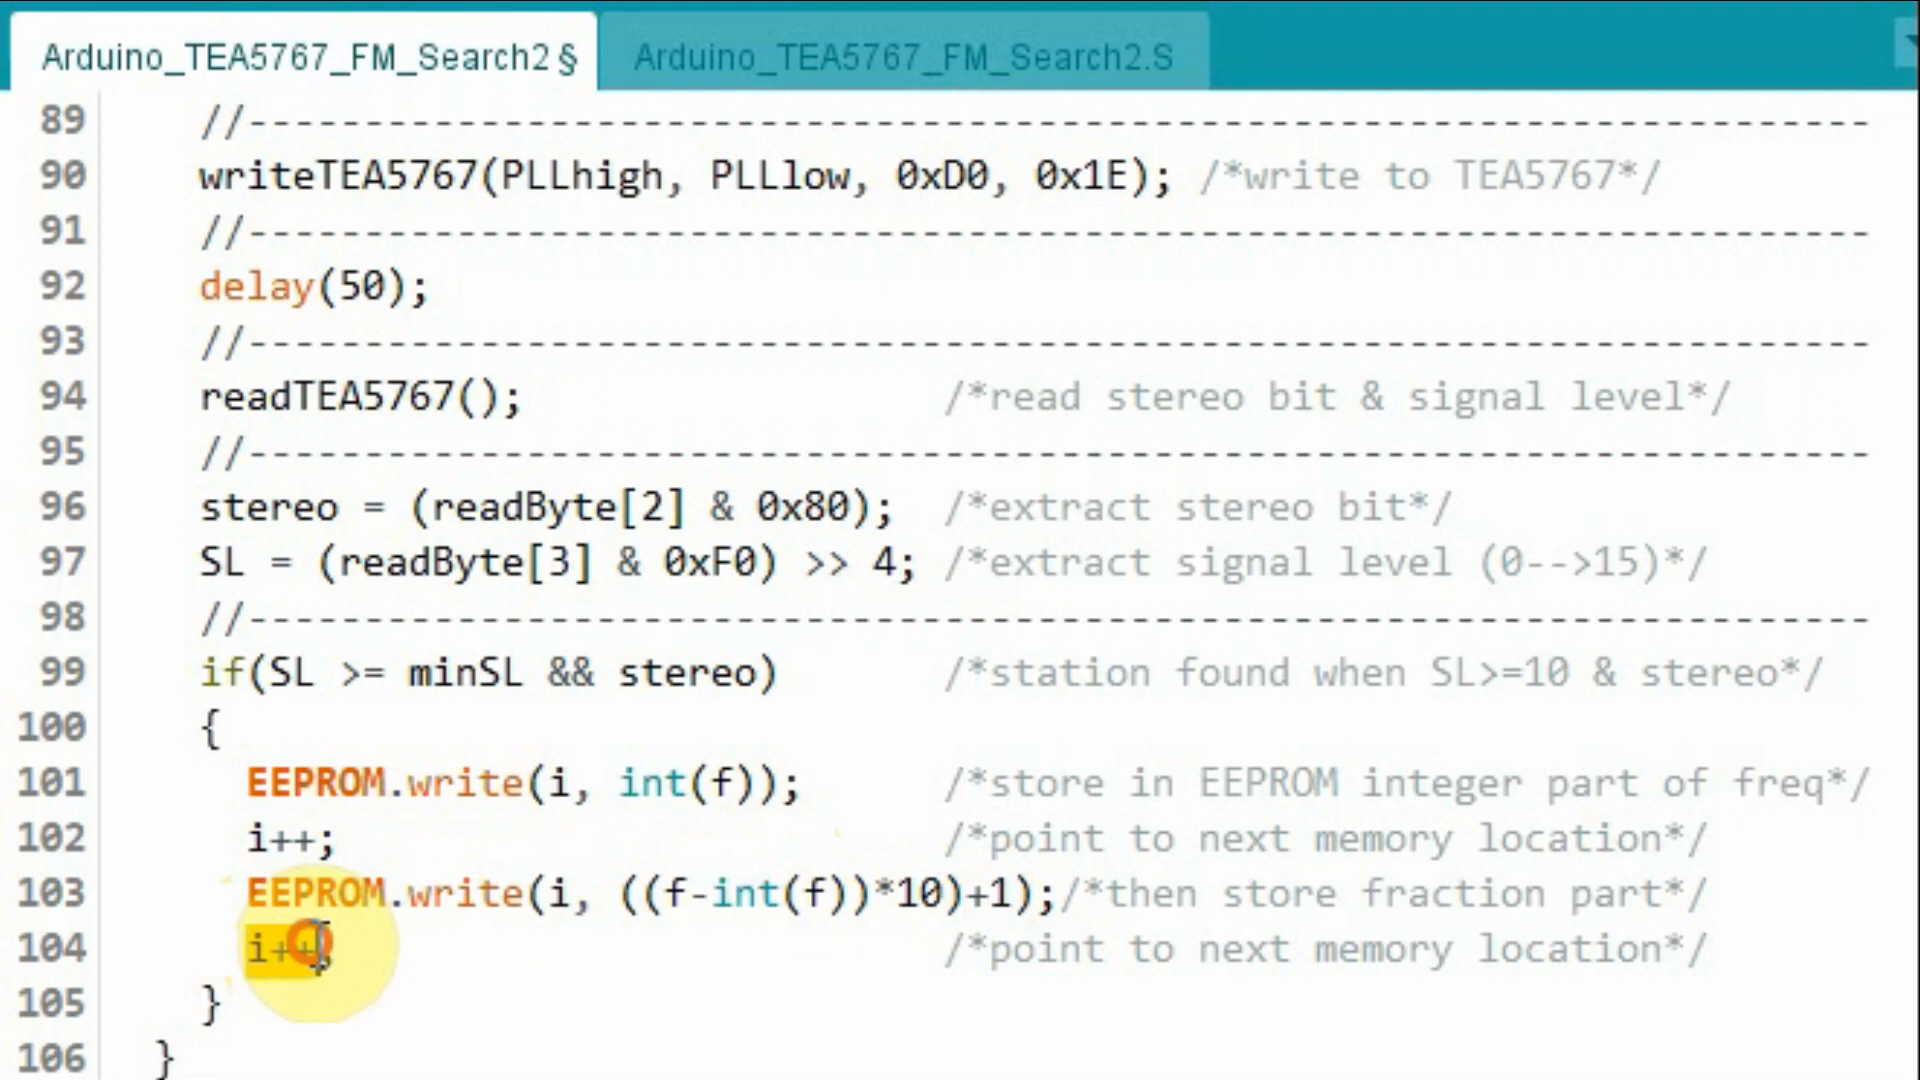 Arduino_TEA5767_FM_Search2 § Arduino_TEA5767_FM_Search2.S
89 //----------------------------------------------------------------------
90 writeTEA5767(PLLhigh, PLLlow, 0xD0, 0x1E); /*write to TEA5767*/
91 //----------------------------------------------------------------------
92 delay(50);
93 //----------------------------------------------------------------------
94 readTEA5767(); /*read stereo bit & signal level*/
95 //----------------------------------------------------------------------
96 stereo = (readByte[2] & 0x80); /*extract stereo bit*/
97 SL = (readByte[3] & 0xF0) >> 4; /*extract signal level (0-->15)*/
98 //----------------------------------------------------------------------
99 if(SL >= minSL && stereo) /*station found when SL>=10 & stereo*/
100 {
101 EEPROM.write(i, int(f)); /*store in EEPROM integer part of freq*/
102 i++; /*point to next memory location*/
103 EEPROM.write(i, ((f-int(f))*10)+1);/*then store fraction part*/
104 i++; /*point to next memory location*/
105 }
106 }